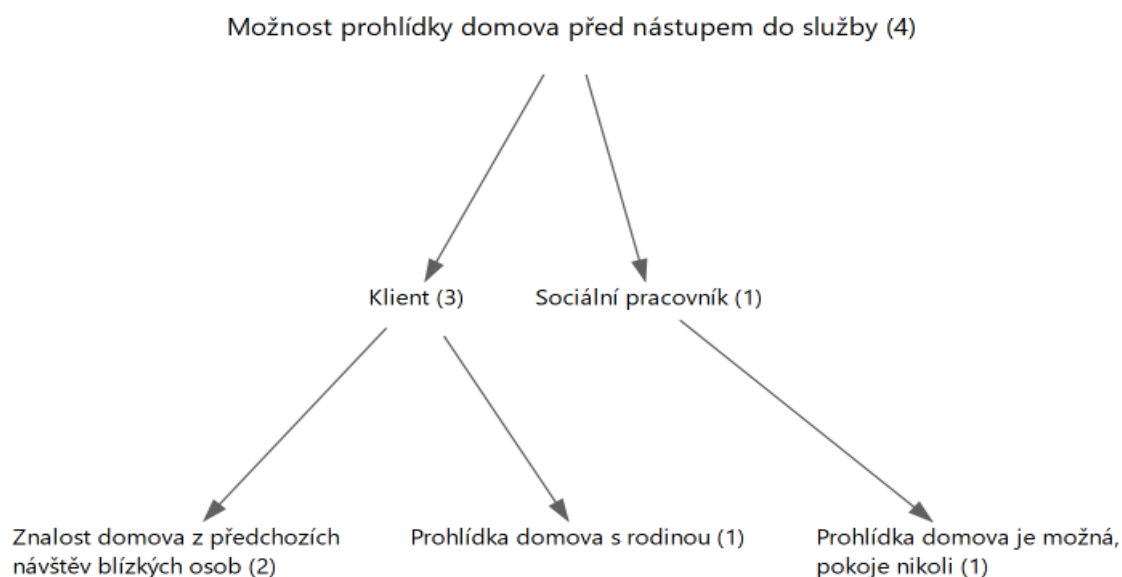 Možnost prohlídky domova před nástupem do služby (4)
Klient (3)
Sociální pracovník (1)
Znalost domova z předchozích
návštěv blízkých osob (2)
Prohlídka domova s rodinou (1)
Prohlídka domova je možná,
pokoje nikoli (1)